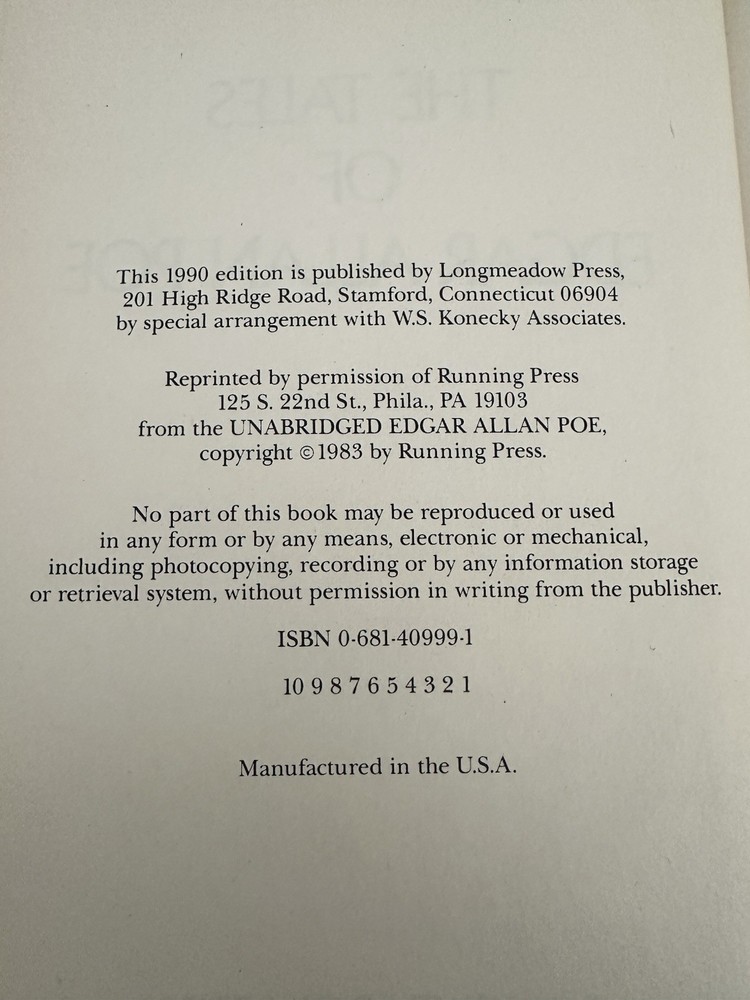 This 1990 edition is published by Longmeadow Press,
201 High Ridge Road, Stamford, Connecticut 06904
by special arrangement with W.S. Konecky Associates.
Reprinted by permission of Running Press
125 S. 22nd St., Phila., PA 19103
from the UNABRIDGED EDGAR ALLAN POE,
copyright © 1983 by Running Press.
No part of this book may be reproduced or used
in any form or by any means, electronic or mechanical,
including photocopying, recording or by any information storage
or retrieval system, without permission in writing from the publisher.
ISBN 0-681-40999-1
10 9 8 7 6 5 4 3 2 1
Manufactured in the U.S.A.